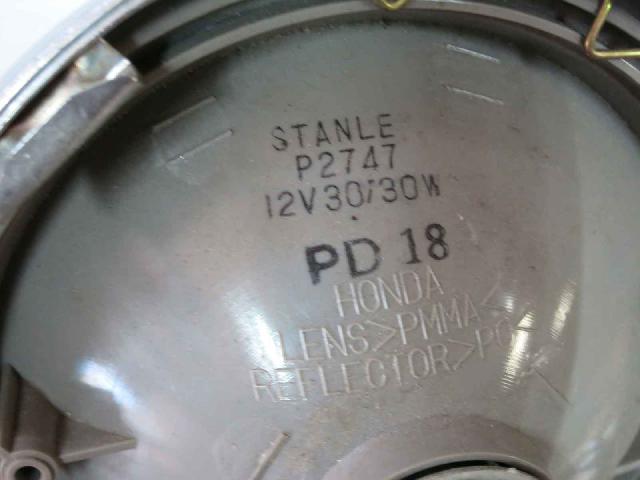 STANLE
P2747
12V30/30W
PD 18
HONDA
LENS>PMMA<
REFLECTOR>PC